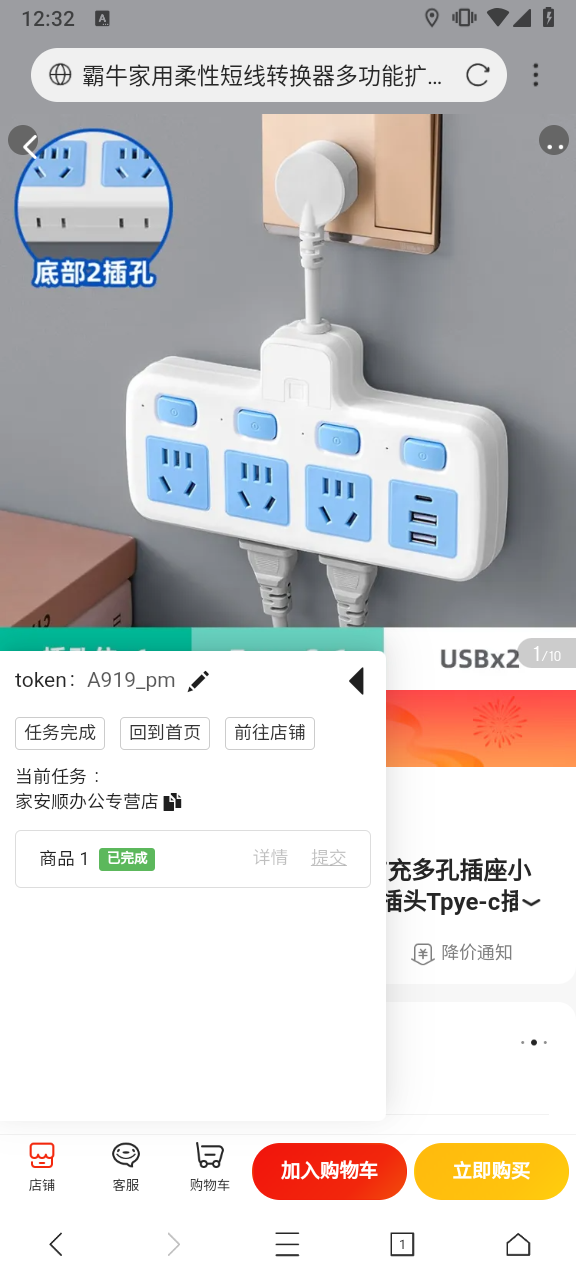 12:32
霸牛家用柔性短线转换器多功能扩...
底部2插孔
USBx2
1/10
token: A919_pm
任务完成 回到首页 前往店铺
当前任务：
家安顺办公专营店
商品 1 已完成 详情 提交
充多孔插座小
插头Tpye-c插
降价通知
店铺 客服 购物车 加入购物车 立即购买
1